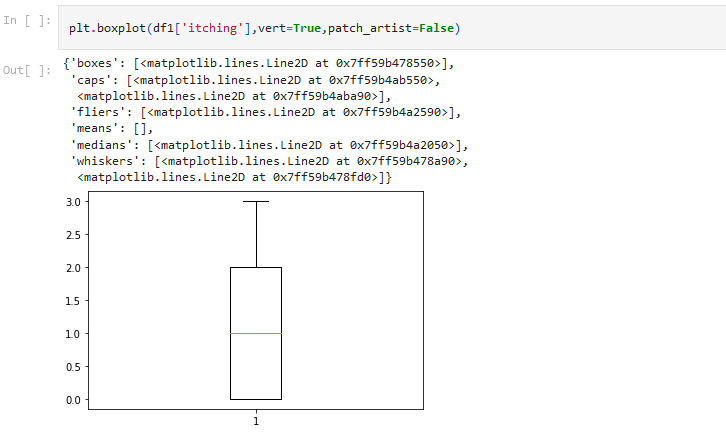 In [ ]: plt.boxplot(df1['itching'],vert=True,patch_artist=False)
Out[ ]: {'boxes': [<matplotlib.lines.Line2D at 0x7ff59b478550>],
'caps': [<matplotlib.lines.Line2D at 0x7ff59b4ab550>,
<matplotlib.lines.Line2D at 0x7ff59b4aba90>],
'fliers': [<matplotlib.lines.Line2D at 0x7ff59b4a2590>],
'means': [],
'medians': [<matplotlib.lines.Line2D at 0x7ff59b4a2050>],
'whiskers': [<matplotlib.lines.Line2D at 0x7ff59b478a90>,
<matplotlib.lines.Line2D at 0x7ff59b478fd0>]}
3.0
2.5
2.0
1.5
1.0
0.5
0.0
1